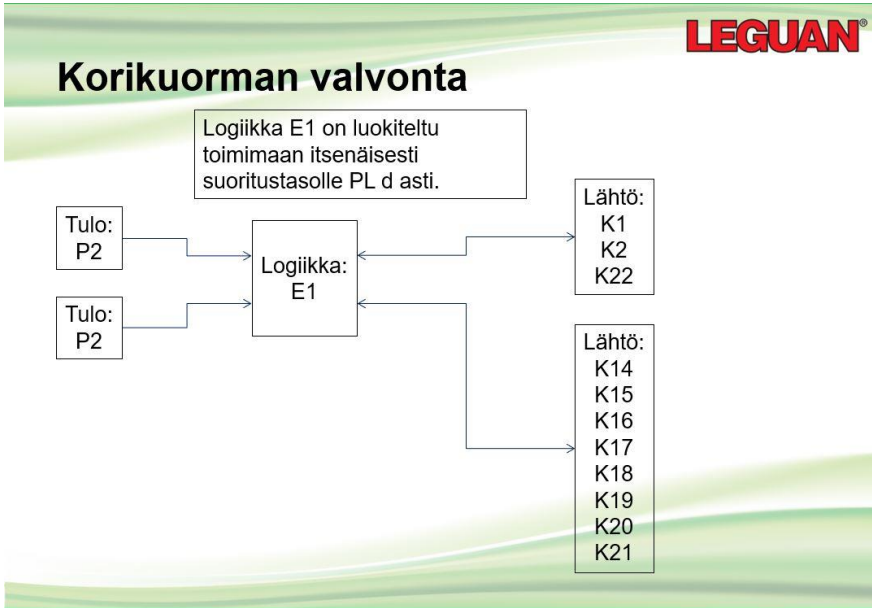 LEGUAN®
Korikuorman valvonta
Logiikka E1 on luokiteltu
toimimaan itsenäisesti
suoritustasolle PL d asti.
Tulo:
P2
Tulo:
P2
Logiikka:
E1
Lähtö:
K1
K2
K22
Lähtö:
K14
K15
K16
K17
K18
K19
K20
K21